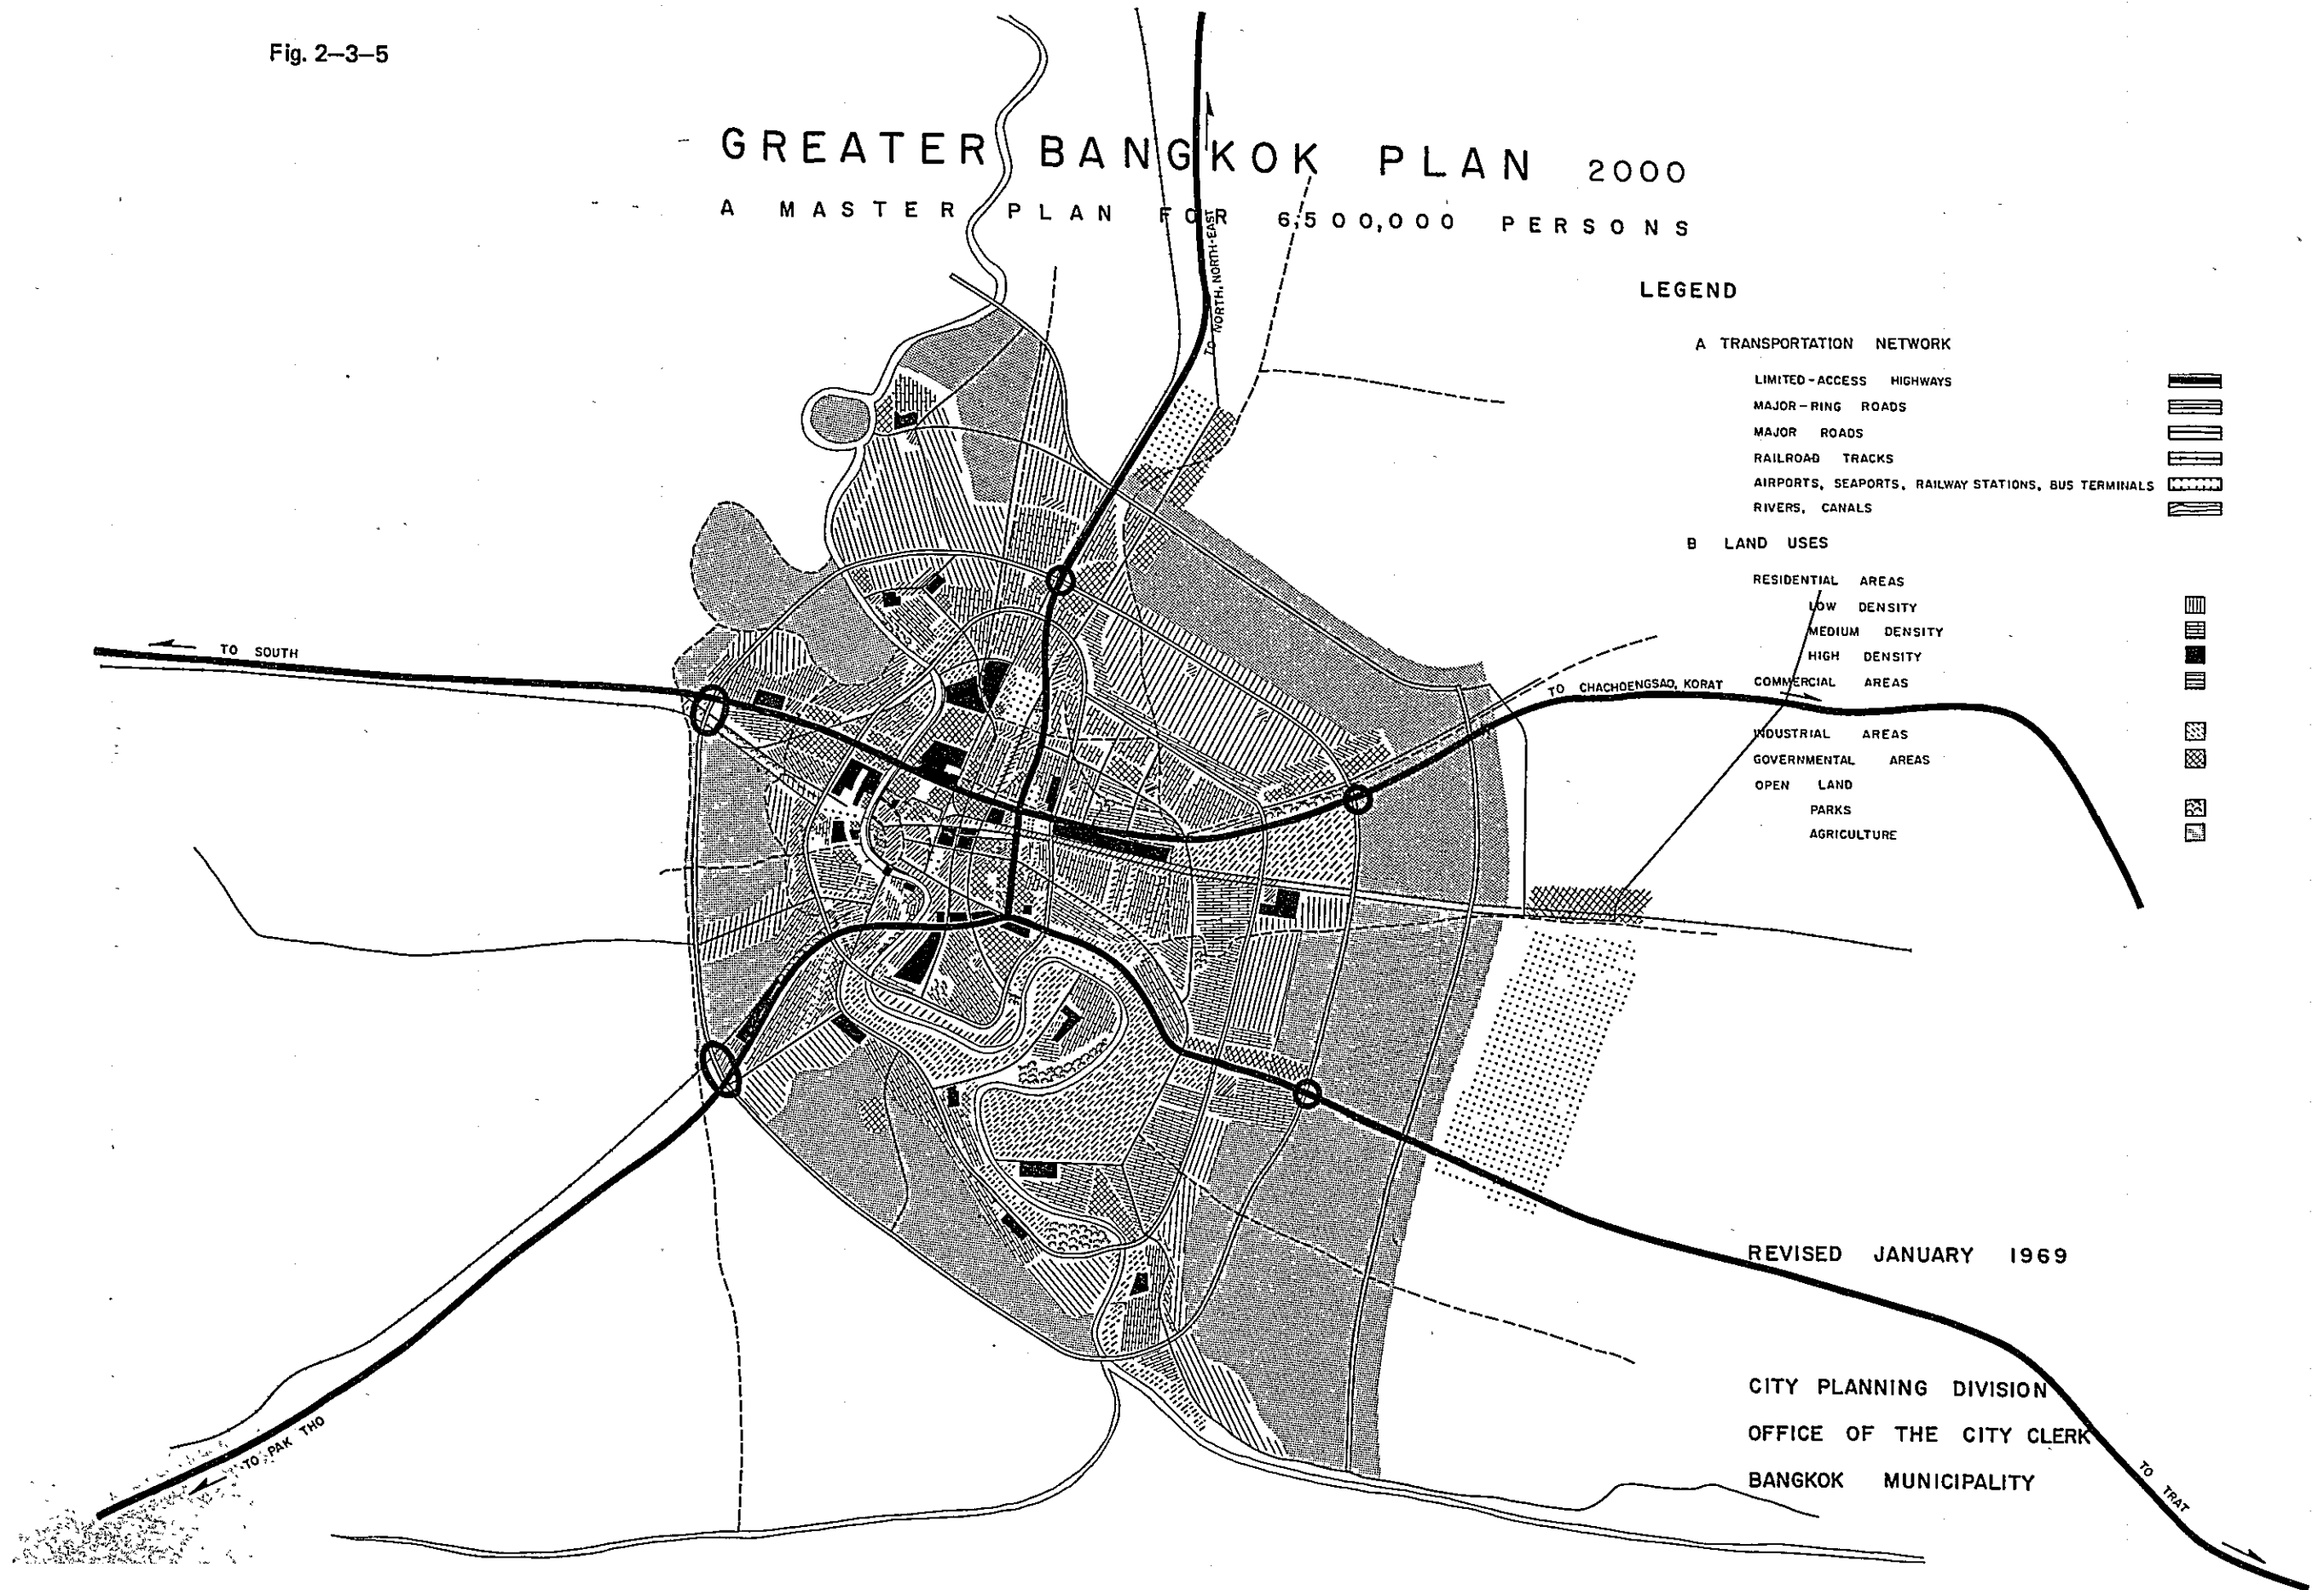 Fig. 2-3-5
GREATER BANGKOK PLAN 2000
A MASTER PLAN FOR 6,500,000 PERSONS
TO NORTH, NORTH-EAST
LEGEND
A TRANSPORTATION NETWORK
LIMITED-ACCESS HIGHWAYS
MAJOR-RING ROADS
MAJOR ROADS
RAILROAD TRACKS
AIRPORTS, SEAPORTS, RAILWAY STATIONS, BUS TERMINALS
RIVERS, CANALS
B LAND USES
RESIDENTIAL AREAS
LOW DENSITY
MEDIUM DENSITY
HIGH DENSITY
COMMERCIAL AREAS
INDUSTRIAL AREAS
GOVERNMENTAL AREAS
OPEN LAND
PARKS
AGRICULTURE
TO SOUTH
TO CHACHOENGSAO, KORAT
TO PAK THO
TO TRAT
REVISED JANUARY 1969
CITY PLANNING DIVISION
OFFICE OF THE CITY CLERK
BANGKOK MUNICIPALITY